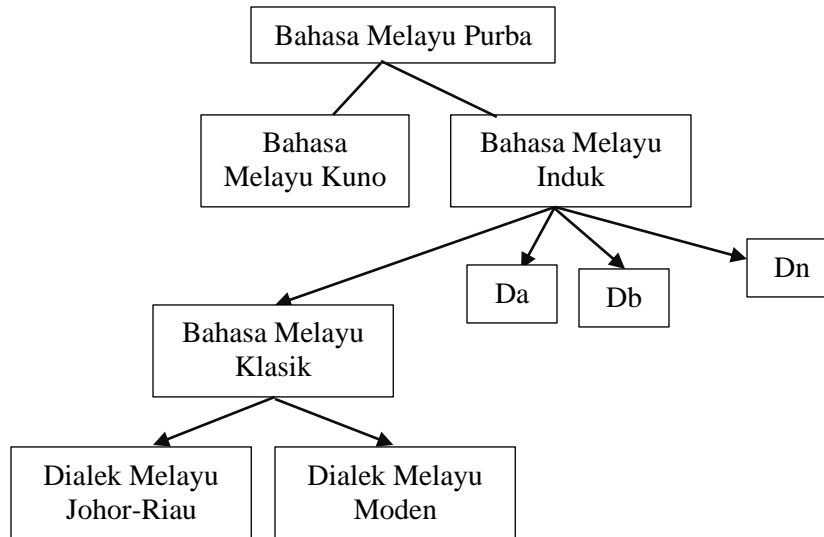 Bahasa Melayu Purba
Bahasa
Melayu Kuno
Bahasa Melayu
Induk
Da
Db
Dn
Bahasa Melayu
Klasik
Dialek Melayu
Johor-Riau
Dialek Melayu
Moden